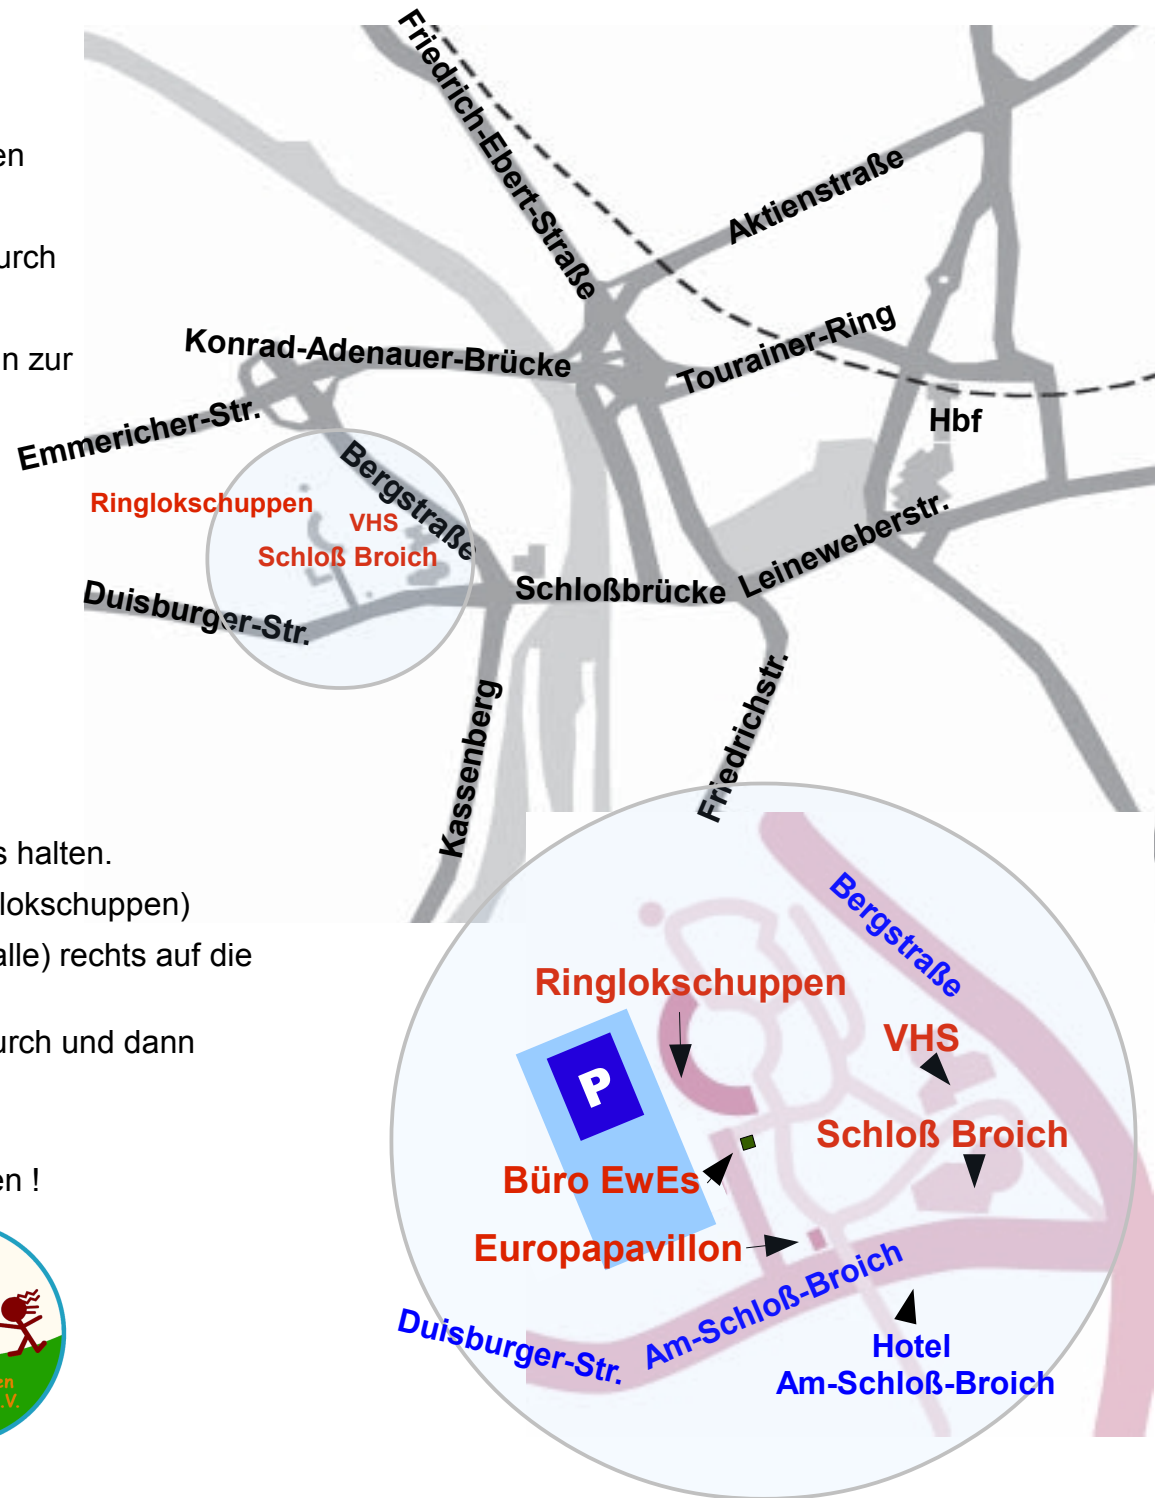 Friedrich-Ebert-Straße
en
Aktienstraße
urch
Konrad-Adenauer-Brücke
Tourainer-Ring
n zur
Emmericher-Str.
Hbf
Bergstraße
Ringlokschuppen
VHS
Schloß Broich
Leineweberstr.
Schloßbrücke
Duisburger-Str.
Kassenberg
Friedrichstr.
s halten.
lokschuppen)
alle) rechts auf die
urch und dann
en !
en
.V.
Bergstraße
Ringlokschuppen
VHS
P
Schloß Broich
Büro EwEs
Europapavillon
Am-Schloß-Broich
Duisburger-Str.
Hotel
Am-Schloß-Broich